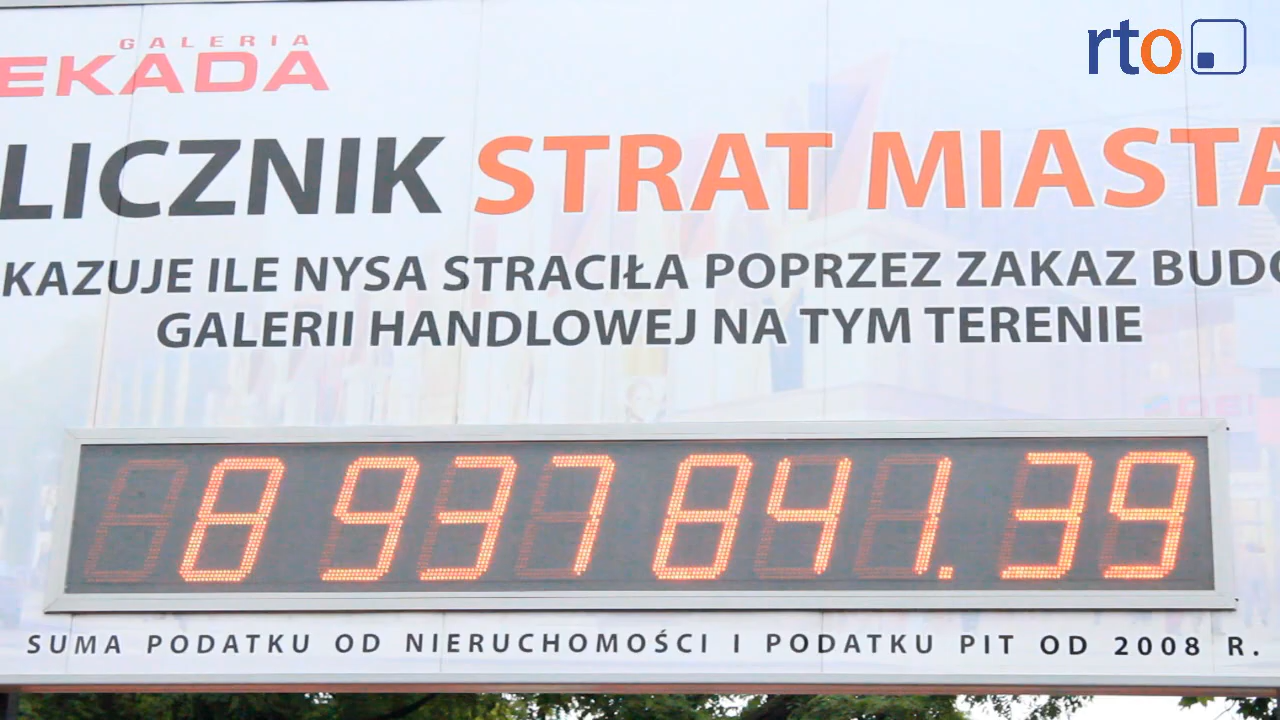 rto
GALERIA
EKADA
LICZNIK STRAT MIASTA
KAZUJE ILE NYSA STRACIŁA POPRZEZ ZAKAZ BUDO
GALERII HANDLOWEJ NA TYM TERENIE
8 937 841.39
SUMA PODATKU OD NIERUCHOMOŚCI I PODATKU PIT OD 2008 R.